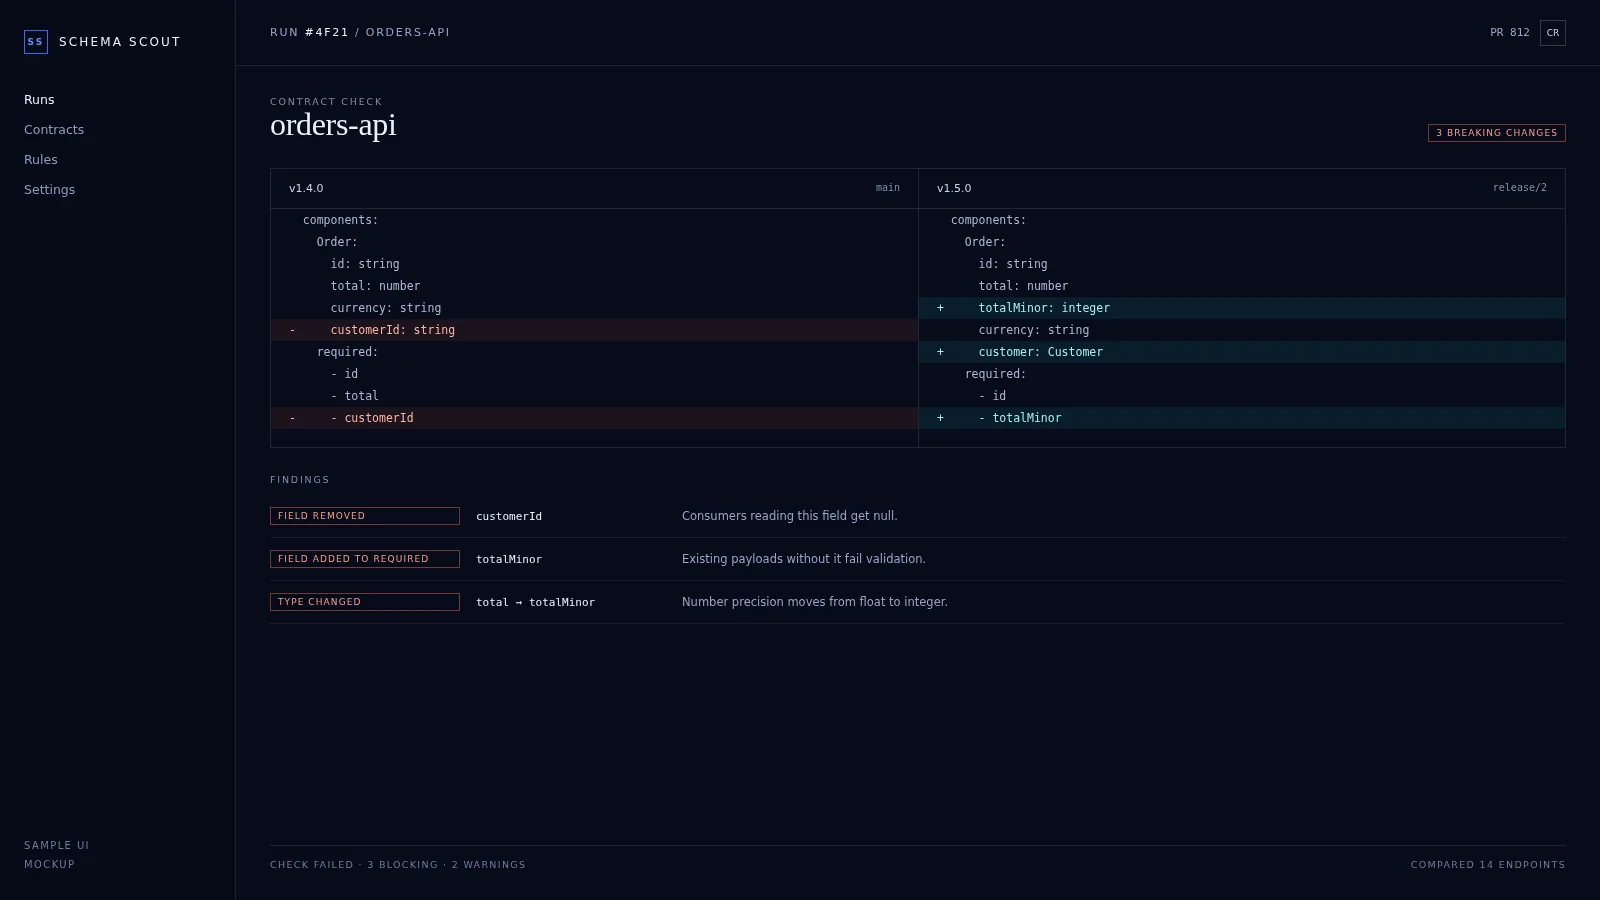 SS SCHEMA SCOUT
Runs
Contracts
Rules
Settings
SAMPLE UI
MOCKUP
RUN #4F21 / ORDERS-API
PR 812 CR
CONTRACT CHECK
orders-api
3 BREAKING CHANGES
v1.4.0 main
components:
Order:
id: string
total: number
currency: string
- customerId: string
required:
- id
- total
- - customerId
v1.5.0 release/2
components:
Order:
id: string
total: number
+ totalMinor: integer
currency: string
+ customer: Customer
required:
- id
+ - totalMinor
FINDINGS
FIELD REMOVED customerId Consumers reading this field get null.
FIELD ADDED TO REQUIRED totalMinor Existing payloads without it fail validation.
TYPE CHANGED total → totalMinor Number precision moves from float to integer.
CHECK FAILED · 3 BLOCKING · 2 WARNINGS
COMPARED 14 ENDPOINTS